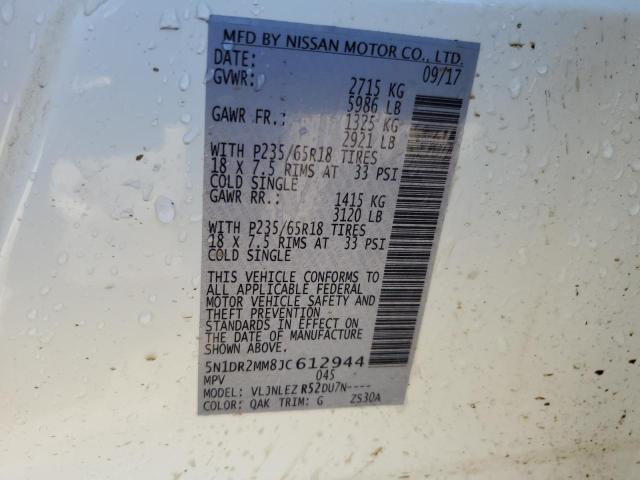 MFD BY NISSAN MOTOR CO., LTD.
DATE: 09/17
GVWR: 2715 KG
5986 LB
GAWR FR.: 1325 KG
2921 LB
WITH P235/65R18 TIRES
18 X 7.5 RIMS AT 33 PSI
COLD SINGLE
GAWR RR.: 1415 KG
3120 LB
WITH P235/65R18 TIRES
18 X 7.5 RIMS AT 33 PSI
COLD SINGLE
THIS VEHICLE CONFORMS TO
ALL APPLICABLE FEDERAL
MOTOR VEHICLE SAFETY AND
THEFT PREVENTION
STANDARDS IN EFFECT ON
THE DATE OF MANUFACTURE
SHOWN ABOVE.
5N1DR2MM8JC612944
MPV 045
MODEL: VLJNLEZ R52DU7N----
COLOR: QAK TRIM: G ZS30A